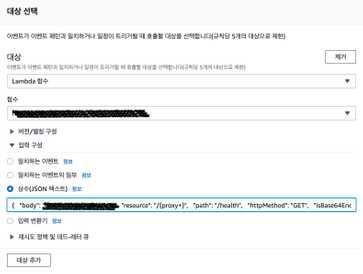 대상 선택
이벤트가 이벤트 패턴과 일치하거나 일정이 트리거될 때 호출할 대상을 선택합니다(규칙당 5개의 대상으로 제한)
대상
제거
이벤트가 이벤트 패턴과 일치하거나 일정이 트리거될 때 호출할 대상을 선택합니다(규칙당 5개의 대상으로 제한)
Lambda 함수
함수
버전/별칭 구성
입력 구성
일치하는 이벤트 정보
일치하는 이벤트의 일부 정보
상수(JSON 텍스트) 정보
{ "body": "resource": "/{proxy+}", "path": "/health", "httpMethod": "GET", "isBase64Enc
입력 변환기 정보
재시도 정책 및 데드-레터 큐
대상 추가